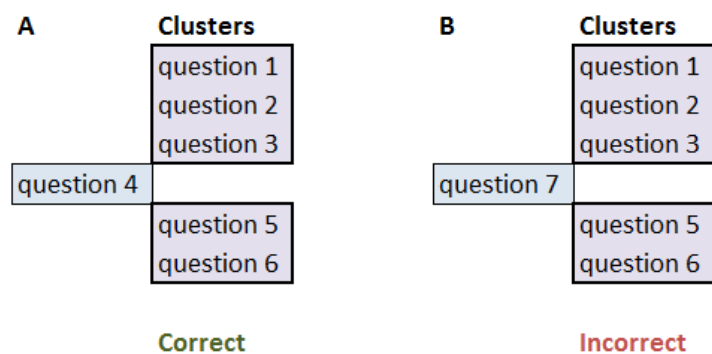 A Clusters
question 1
question 2
question 3
question 4
question 5
question 6
Correct
B Clusters
question 1
question 2
question 3
question 7
question 5
question 6
Incorrect